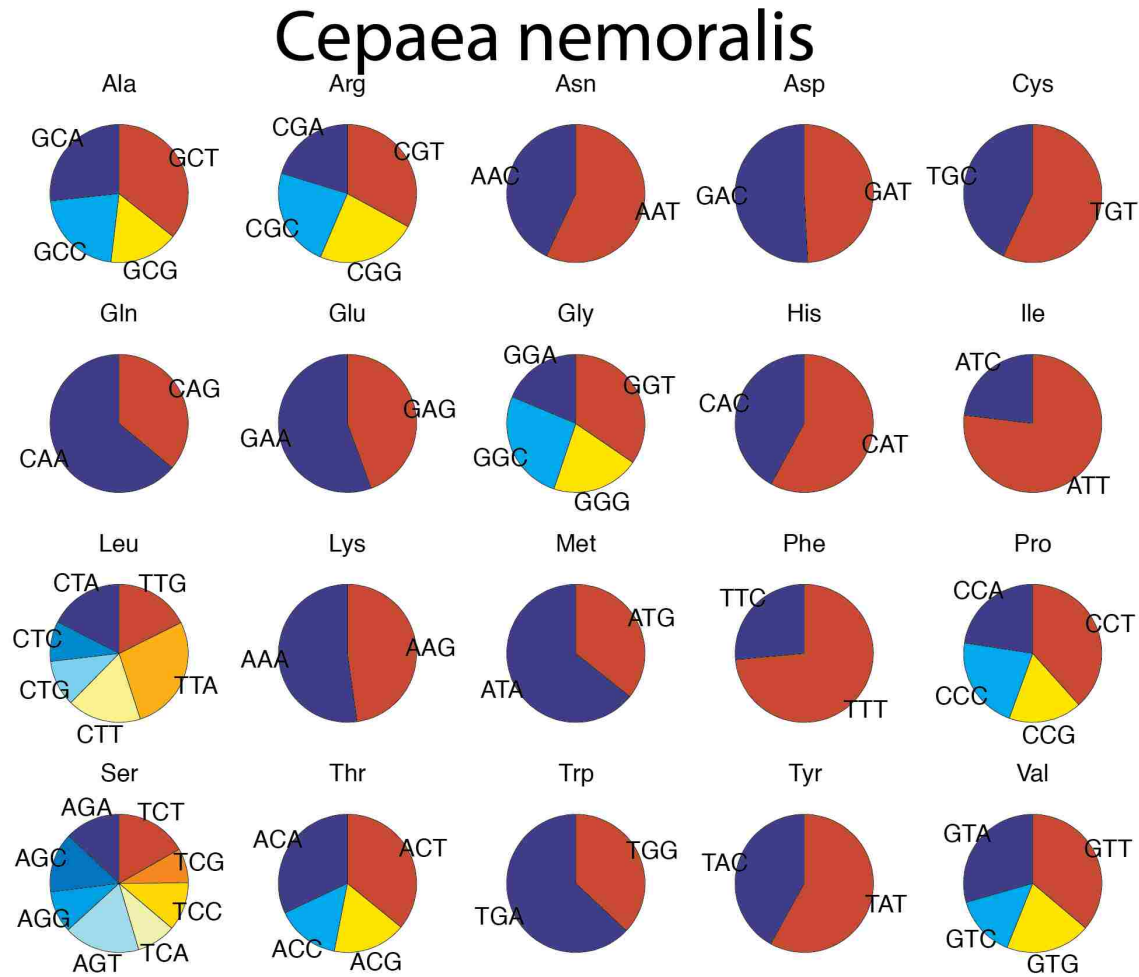 Cepaea nemoralis
Ala Arg Asn Asp Cys
GCA GCT GCC GCG
CGA CGT CGC CGG
AAC AAT
GAC GAT
TGC TGT
Gln Glu Gly His Ile
CAG CAA
GAG GAA
GGA GGT GGC GGG
CAC CAT
ATC ATT
Leu Lys Met Phe Pro
CTA TTG CTC CTG TTA CTT
AAA AAG
ATG ATA
TTC TTT
CCA CCT CCC CCG
Ser Thr Trp Tyr Val
AGA TCT AGC TCG AGG TCC TCA AGT
ACA ACT ACC ACG
TGG TGA
TAC TAT
GTA GTT GTC GTG